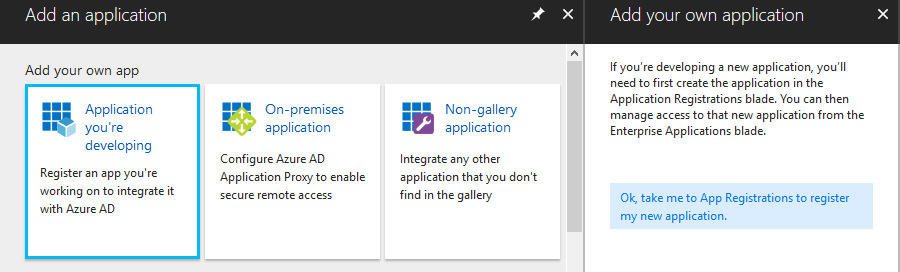 Add an application
Add your own app
Application
you're
developing
Register an app you're
working on to integrate it
with Azure AD
On-premises
application
Configure Azure AD
Application Proxy to enable
secure remote access
Non-gallery
application
Integrate any other
application that you don't
find in the gallery
Add your own application
If you're developing a new application, you'll
need to first create the application in the
Application Registrations blade. You can then
manage access to that new application from the
Enterprise Applications blade.
Ok, take me to App Registrations to register
my new application.